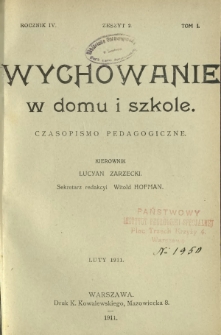 ROCZNIK IV. ZESZYT 2. TOM I.
WYCHOWANIE
w domu i szkole.
CZASOPISMO PEDAGOGICZNE.
KIEROWNIK
LUCYAN ZARZECKI.
Sekretarz redakcyi Witold HOFMAN.
LUTY 1911.
№ 1950
WARSZAWA.
Druk K. Kowalewskiego, Mazowiecka 8.
1911.